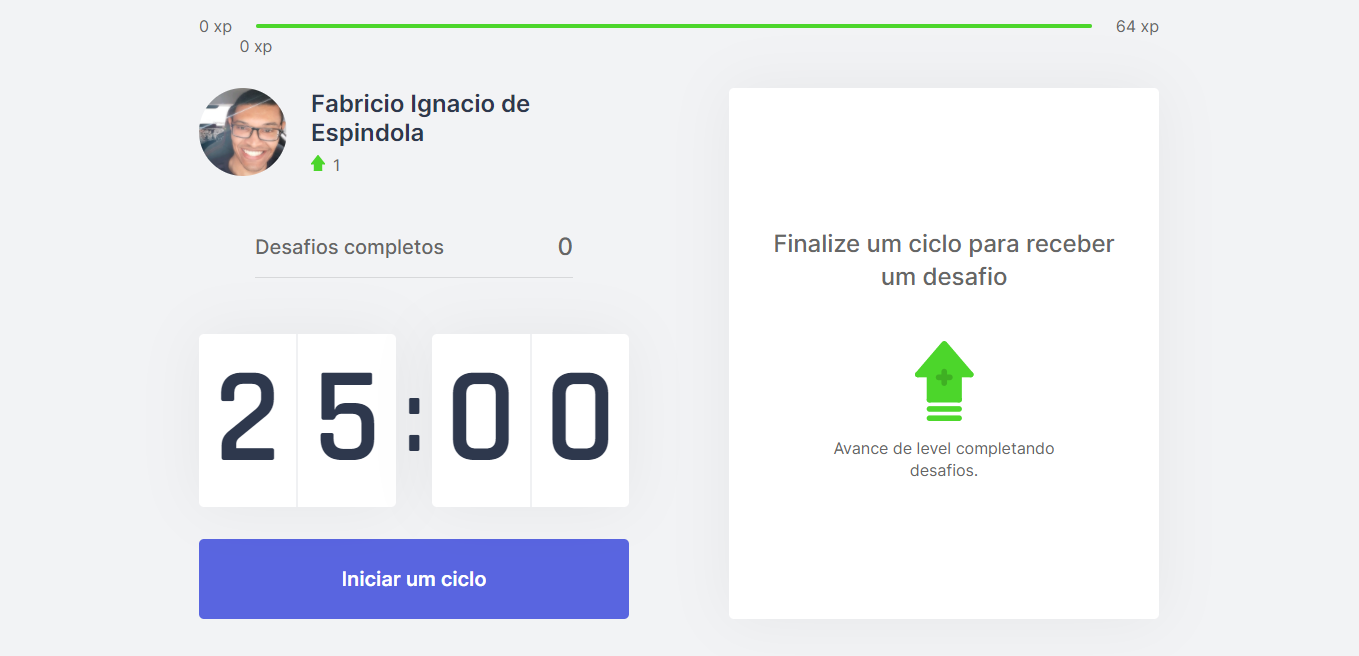 0 xp
64 xp
0 xp
Fabricio Ignacio de
Espindola
1
Desafios completos
0
25:00
Iniciar um ciclo
Finalize um ciclo para receber
um desafio
Avance de level completando
desafios.